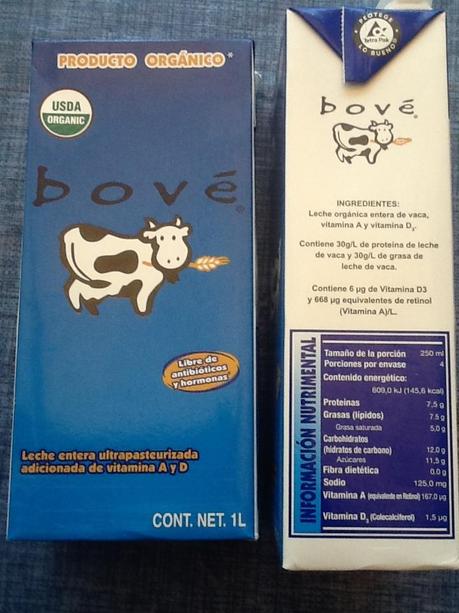 PRODUCTO ORGÁNICO*
USDA
ORGANIC
bové®
Libre de
antibióticos
y hormonas
Leche entera ultrapasteurizada
adicionada de vitamina A y D
CONT. NET. 1L
PROTEGE
Tetra Pak
LO BUENO
bové®
INGREDIENTES:
Leche orgánica entera de vaca,
vitamina A y vitamina D3.
Contiene 30g/L de proteína de leche
de vaca y 30g/L de grasa de
leche de vaca.
Contiene 6 µg de Vitamina D3
y 668 µg equivalentes de retinol
(Vitamina A)/L.
INFORMACIÓN NUTRIMENTAL
Tamaño de la porción 250 ml
Porciones por envase 4
Contenido energético:
609,0 kJ (145,6 kcal)
Proteínas 7,5 g
Grasas (lípidos) 7.5 g
Grasa saturada 5,0 g
Carbohidratos
(hidratos de carbono) 12,0 g
Azúcares 11,5 g
Fibra dietética 0,0 g
Sodio 125,0 mg
Vitamina A (equivalente en Retinol) 167,0 µg
Vitamina D3 (Colecalciferol) 1,5 µg